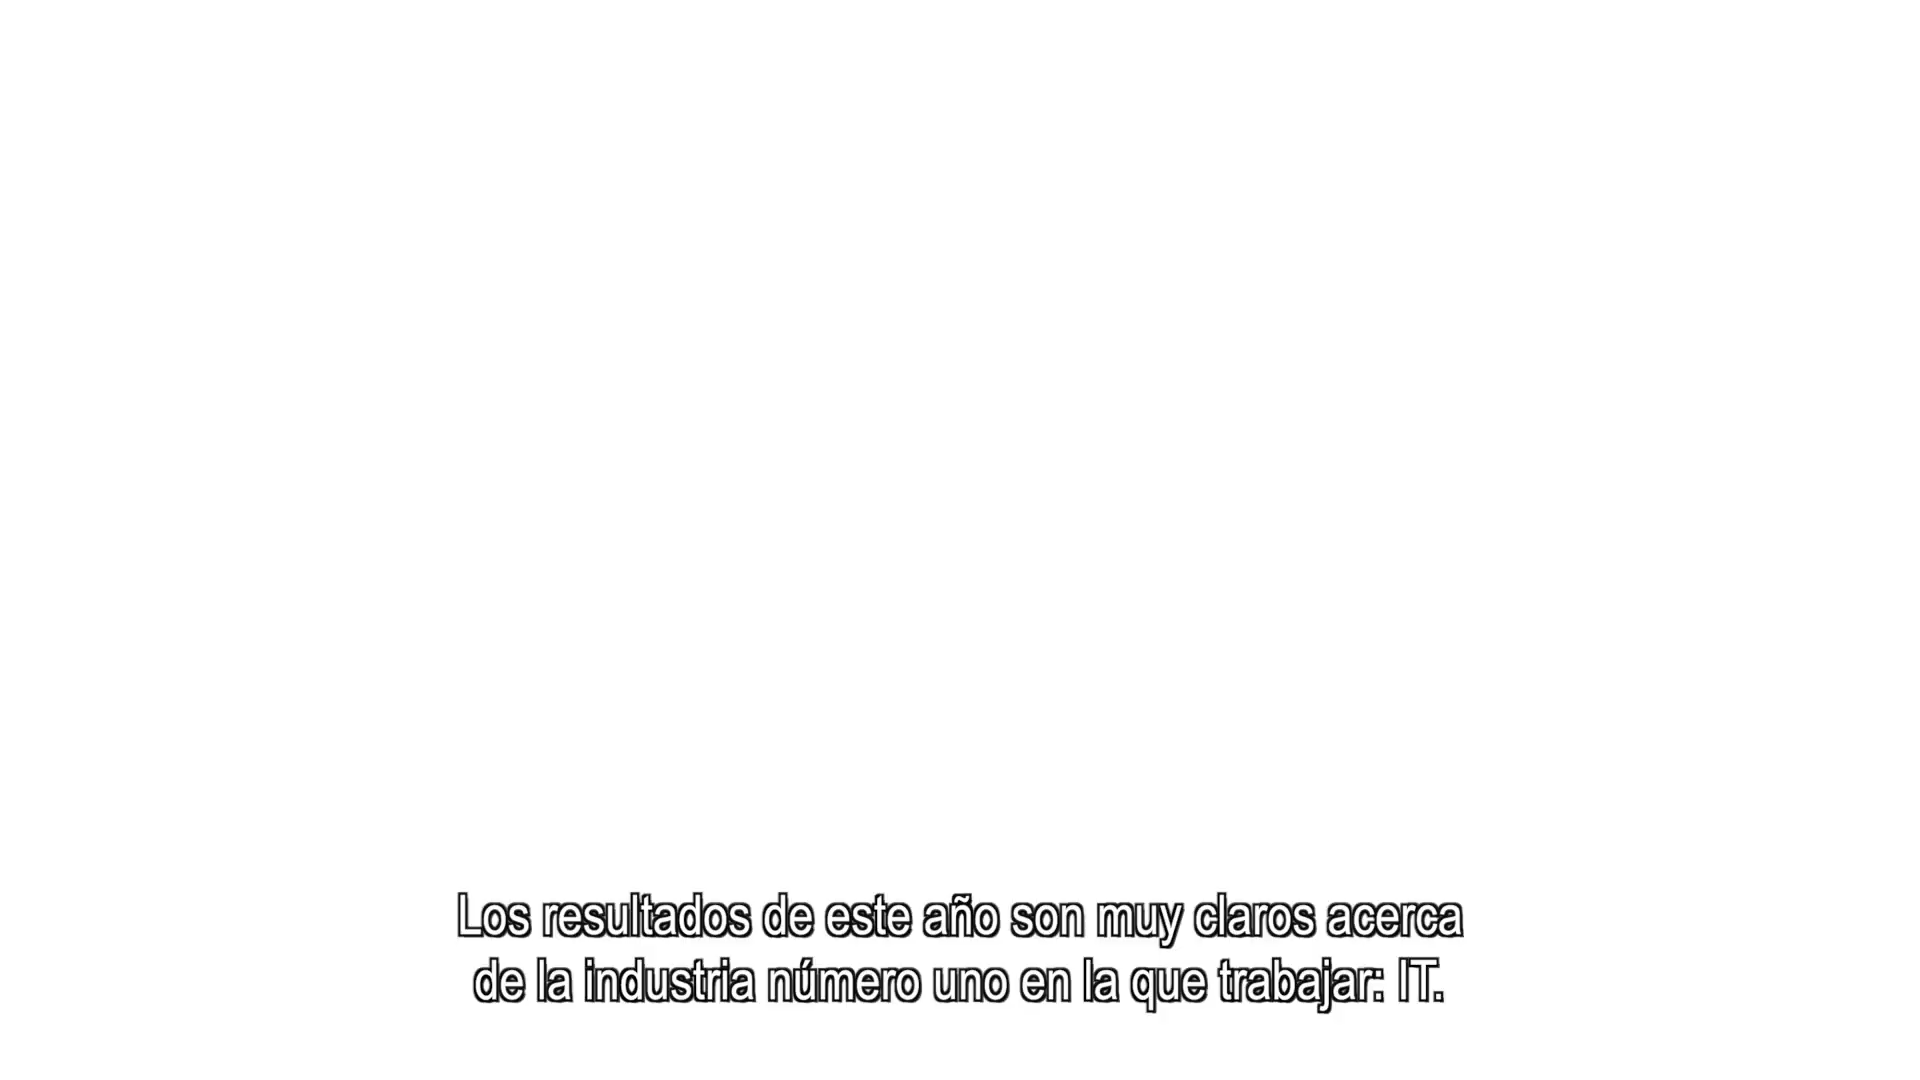 Los resultados de este año son muy claros acerca
de la industria número uno en la que trabajar: IT.